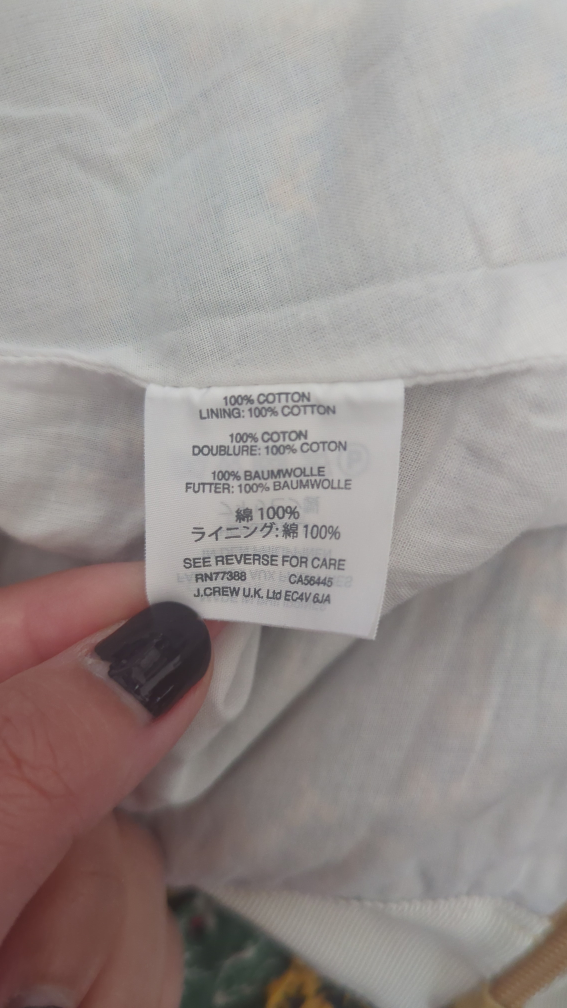 100% COTTON
LINING: 100% COTTON
100% COTON
DOUBLURE: 100% COTON
100% BAUMWOLLE
FUTTER: 100% BAUMWOLLE
綿 100%
ライニング: 綿 100%
SEE REVERSE FOR CARE
RN77388 CA56445
J.CREW U.K. Ltd EC4V 6JA